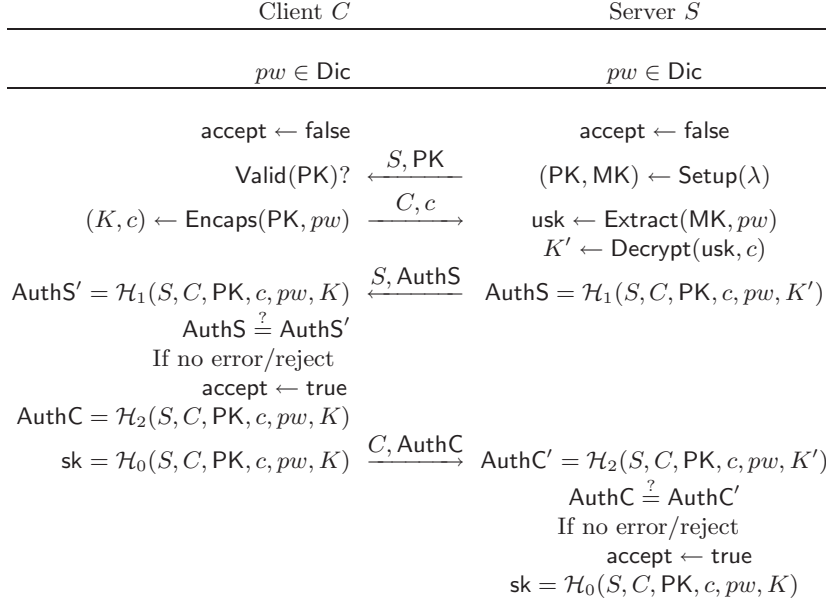 Client C Server S
pw ∈ Dic pw ∈ Dic
accept ← false accept ← false
Valid(PK)? S, PK (PK, MK) ← Setup(λ)
(K, c) ← Encaps(PK, pw) C, c usk ← Extract(MK, pw)
K′ ← Decrypt(usk, c)
AuthS′ = H₁(S, C, PK, c, pw, K) S, AuthS AuthS = H₁(S, C, PK, c, pw, K′)
AuthS ≟ AuthS′
If no error/reject
accept ← true
AuthC = H₂(S, C, PK, c, pw, K)
sk = H₀(S, C, PK, c, pw, K) C, AuthC AuthC′ = H₂(S, C, PK, c, pw, K′)
AuthC ≟ AuthC′
If no error/reject
accept ← true
sk = H₀(S, C, PK, c, pw, K)